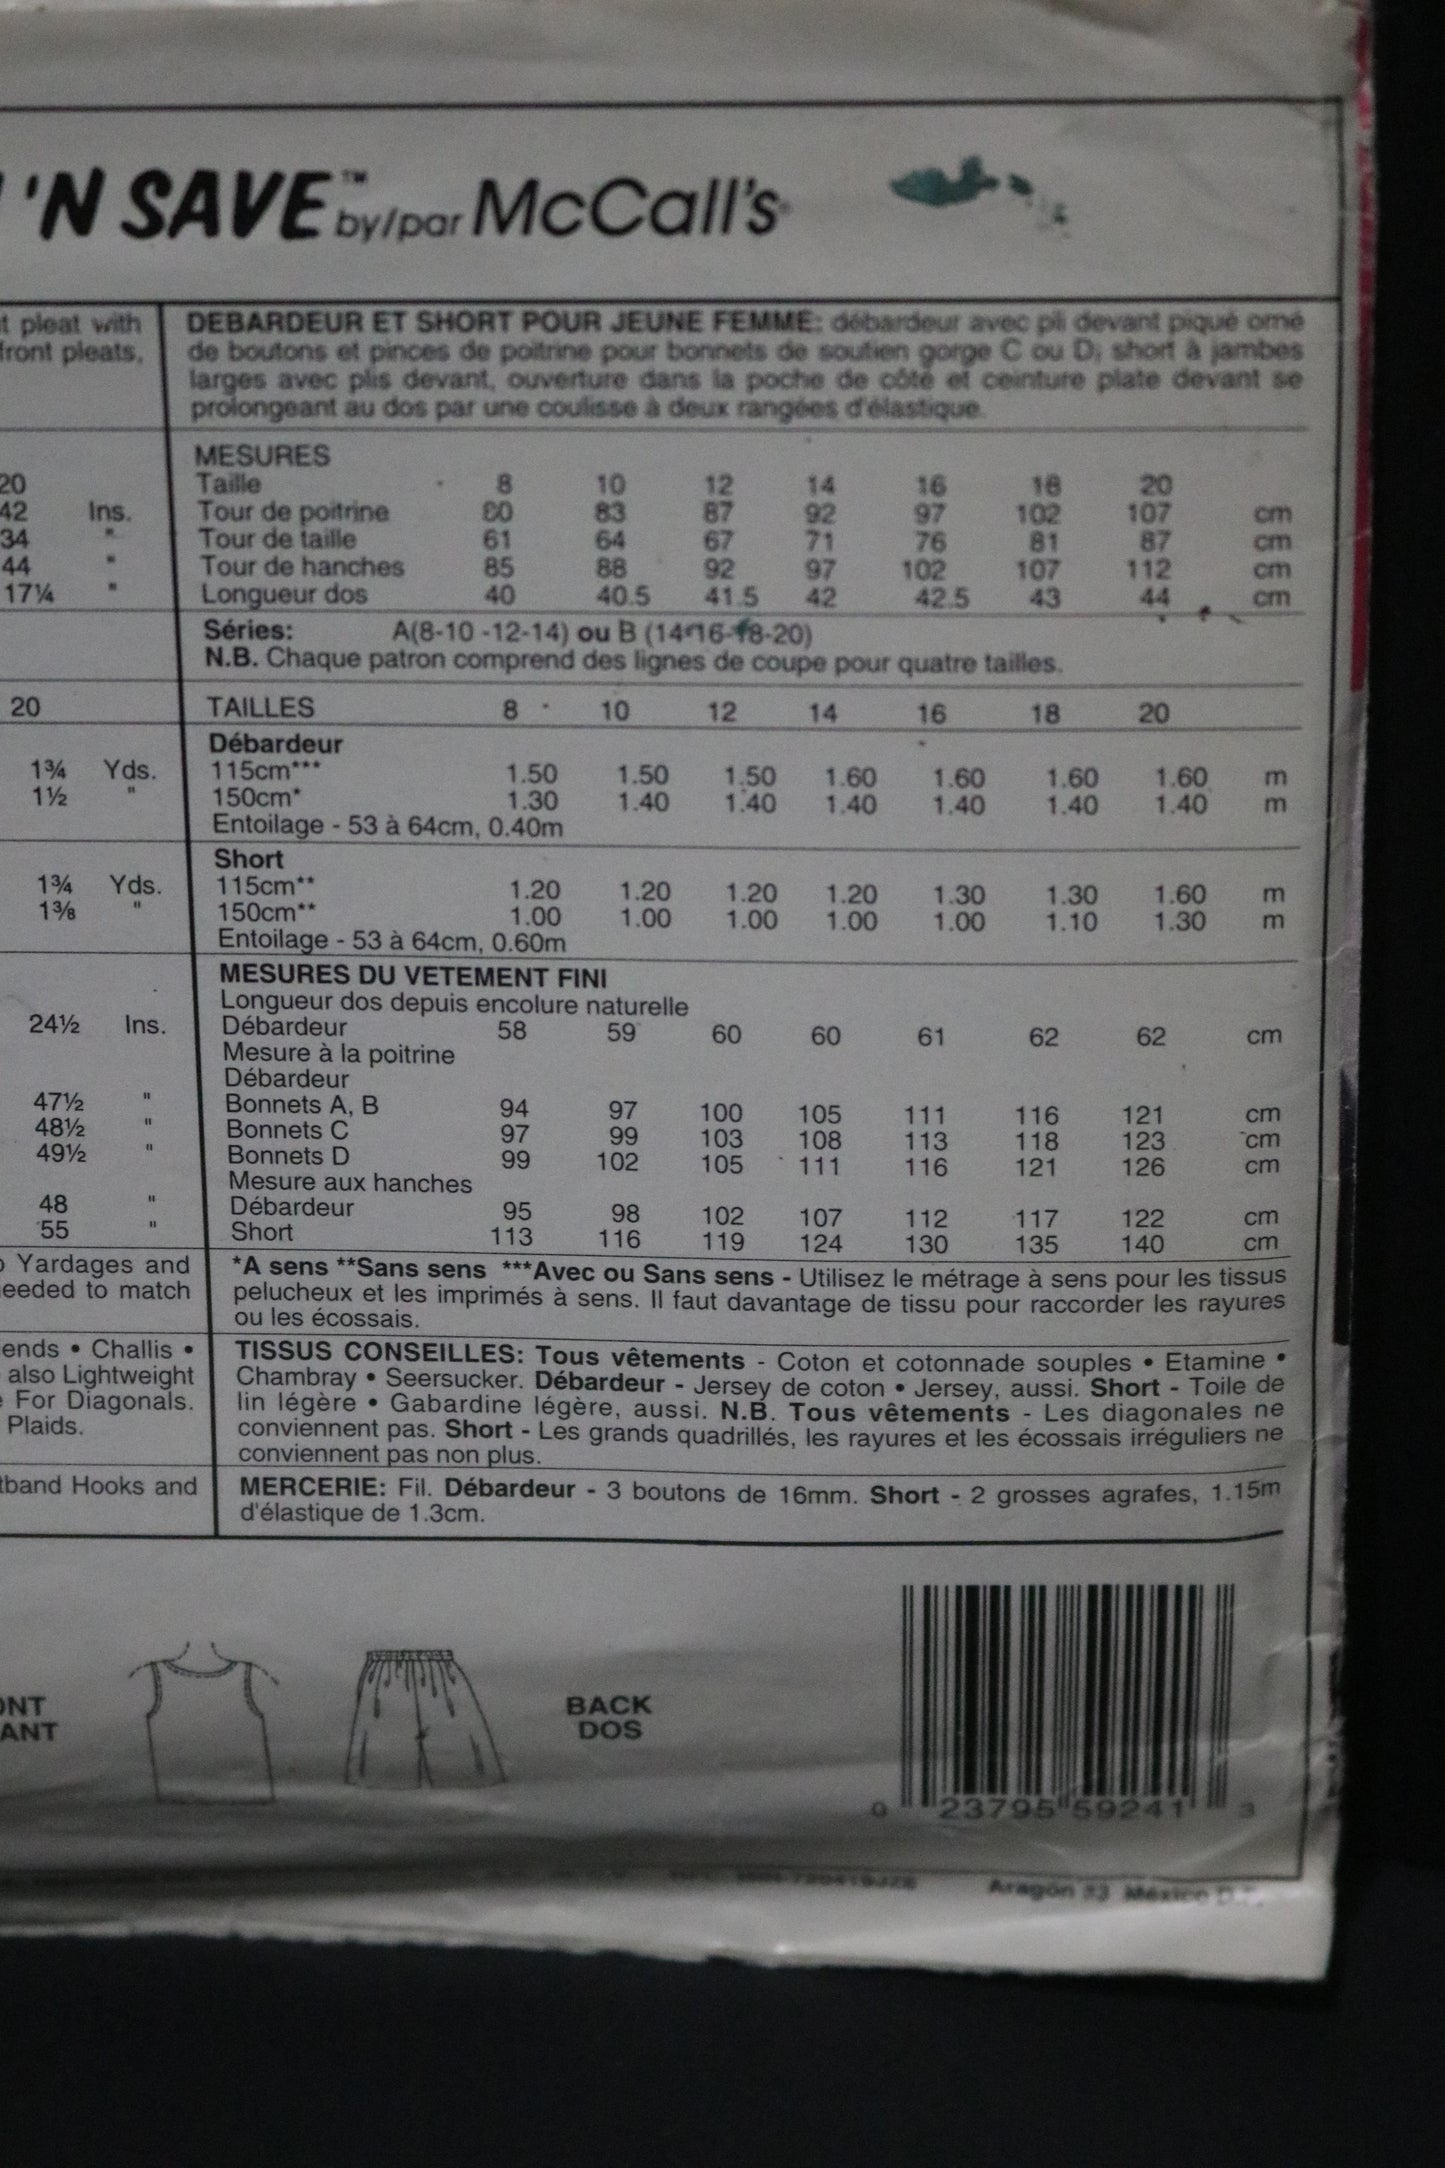 'N SAVE™ by/par McCall's®
t pleat with
front pleats,
20
42 Ins.
34 "
44 "
17¼ "
20
1¾ Yds.
1½ "
1¾ Yds.
1⅜ "
24½ Ins.
47½ "
48½ "
49½ "
48 "
55 "
Yardages and
eeded to match
ends • Challis •
also Lightweight
For Diagonals.
Plaids.
tband Hooks and
DEBARDEUR ET SHORT POUR JEUNE FEMME: débardeur avec pli devant piqué orné
de boutons et pinces de poitrine pour bonnets de soutien gorge C ou D; short à jambes
larges avec plis devant, ouverture dans la poche de côté et ceinture plate devant se
prolongeant au dos par une coulisse à deux rangées d'élastique.
MESURES
Taille 8 10 12 14 16 18 20
Tour de poitrine 80 83 87 92 97 102 107 cm
Tour de taille 61 64 67 71 76 81 87 cm
Tour de hanches 85 88 92 97 102 107 112 cm
Longueur dos 40 40.5 41.5 42 42.5 43 44 cm
Séries: A(8-10 -12-14) ou B (14-16-18-20)
N.B. Chaque patron comprend des lignes de coupe pour quatre tailles.
TAILLES 8 10 12 14 16 18 20
Débardeur
115cm*** 1.50 1.50 1.50 1.60 1.60 1.60 1.60 m
150cm* 1.30 1.40 1.40 1.40 1.40 1.40 1.40 m
Entoilage - 53 à 64cm, 0.40m
Short
115cm** 1.20 1.20 1.20 1.20 1.30 1.30 1.60 m
150cm** 1.00 1.00 1.00 1.00 1.00 1.10 1.30 m
Entoilage - 53 à 64cm, 0.60m
MESURES DU VETEMENT FINI
Longueur dos depuis encolure naturelle
Débardeur 58 59 60 60 61 62 62 cm
Mesure à la poitrine
Débardeur
Bonnets A, B 94 97 100 105 111 116 121 cm
Bonnets C 97 99 103 108 113 118 123 cm
Bonnets D 99 102 105 111 116 121 126 cm
Mesure aux hanches
Débardeur 95 98 102 107 112 117 122 cm
Short 113 116 119 124 130 135 140 cm
*A sens **Sans sens ***Avec ou Sans sens - Utilisez le métrage à sens pour les tissus
pelucheux et les imprimés à sens. Il faut davantage de tissu pour raccorder les rayures
ou les écossais.
TISSUS CONSEILLES: Tous vêtements - Coton et cotonnade souples • Etamine •
Chambray • Seersucker. Débardeur - Jersey de coton • Jersey, aussi. Short - Toile de
lin légère • Gabardine légère, aussi. N.B. Tous vêtements - Les diagonales ne
conviennent pas. Short - Les grands quadrillés, les rayures et les écossais irréguliers ne
conviennent pas non plus.
MERCERIE: Fil. Débardeur - 3 boutons de 16mm. Short - 2 grosses agrafes, 1.15m
d'élastique de 1.3cm.
ONT
ANT
BACK
DOS
0 23795 59241 3
Aragón 23 México D.F.